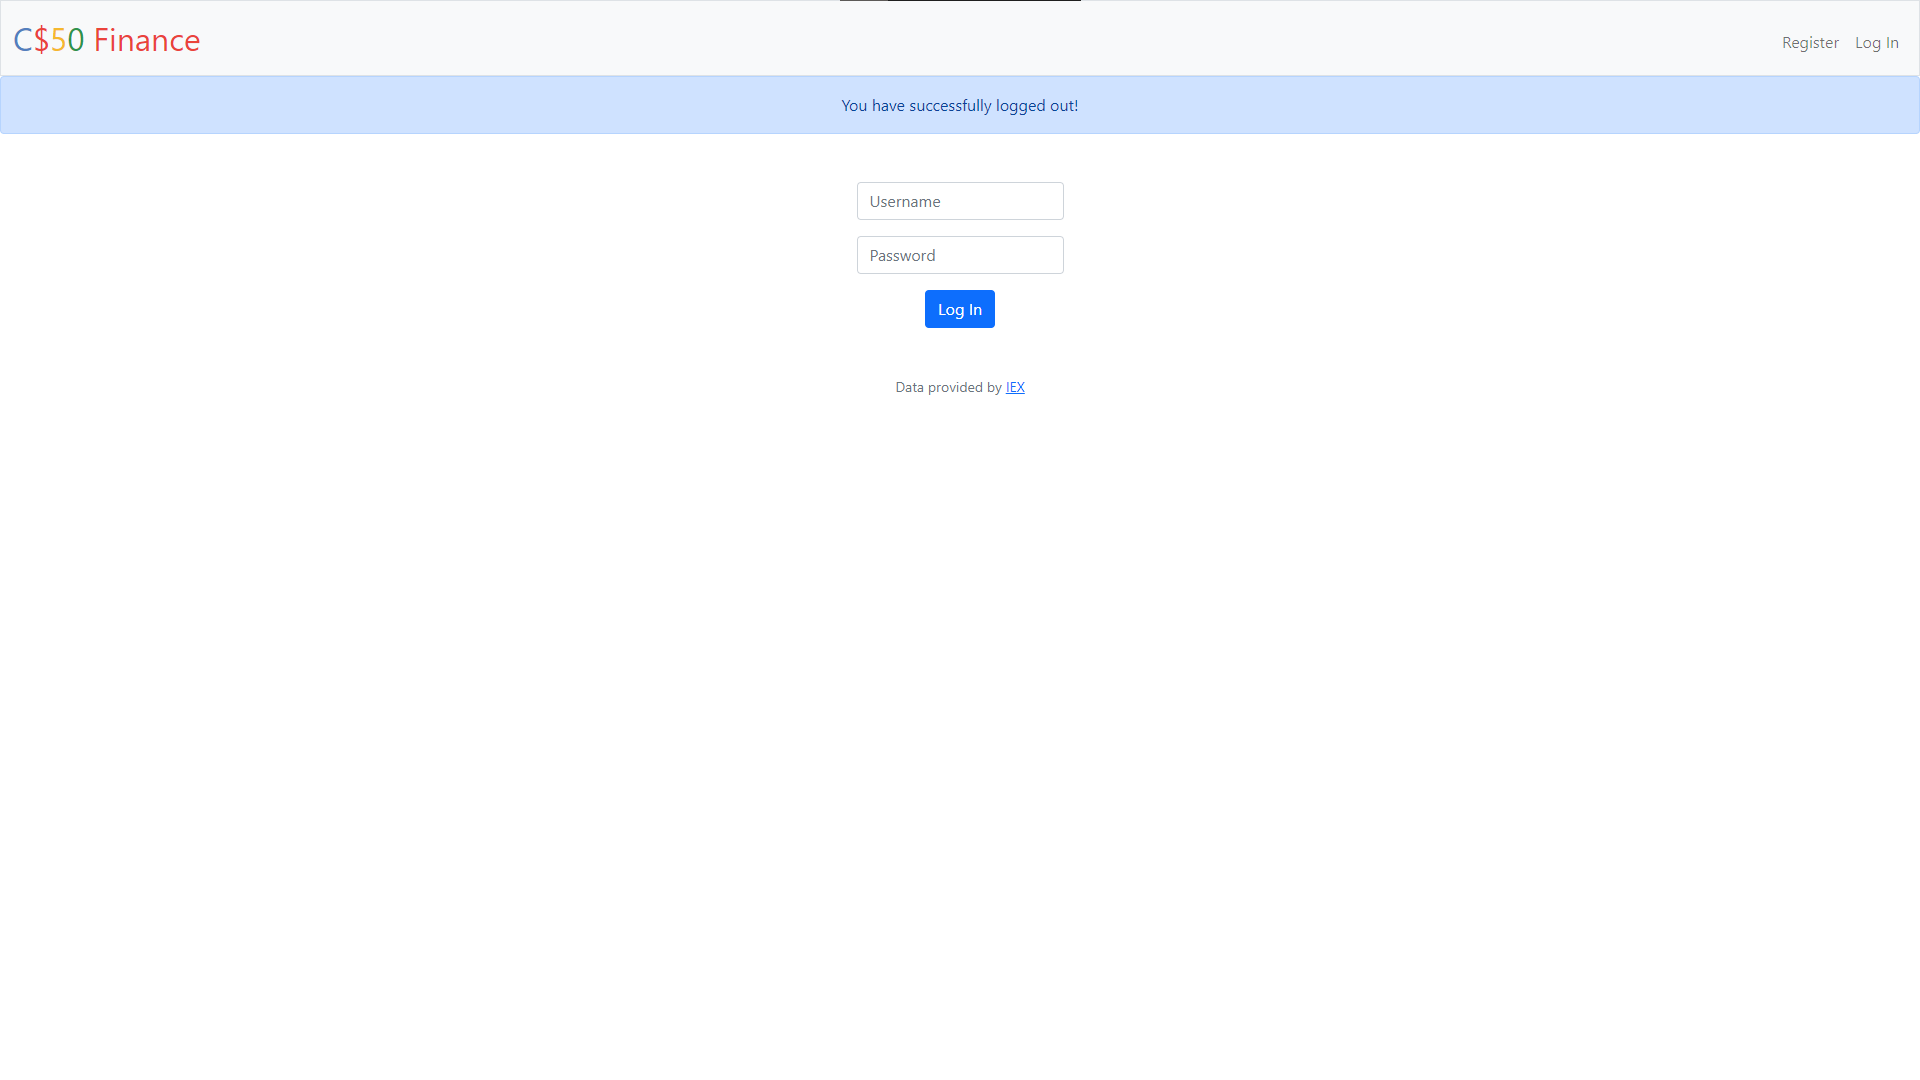 C$50 Finance
Register Log In
You have successfully logged out!
Username
Password
Log In
Data provided by IEX